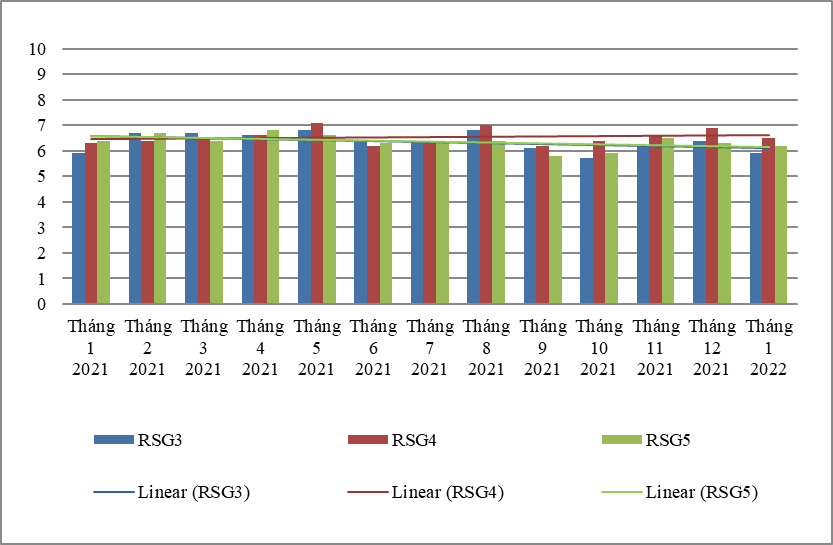 10
9
8
7
6
5
4
3
2
1
0
Tháng 1 2021
Tháng 2 2021
Tháng 3 2021
Tháng 4 2021
Tháng 5 2021
Tháng 6 2021
Tháng 7 2021
Tháng 8 2021
Tháng 9 2021
Tháng 10 2021
Tháng 11 2021
Tháng 12 2021
Tháng 1 2022
RSG3 RSG4 RSG5
Linear (RSG3) Linear (RSG4) Linear (RSG5)